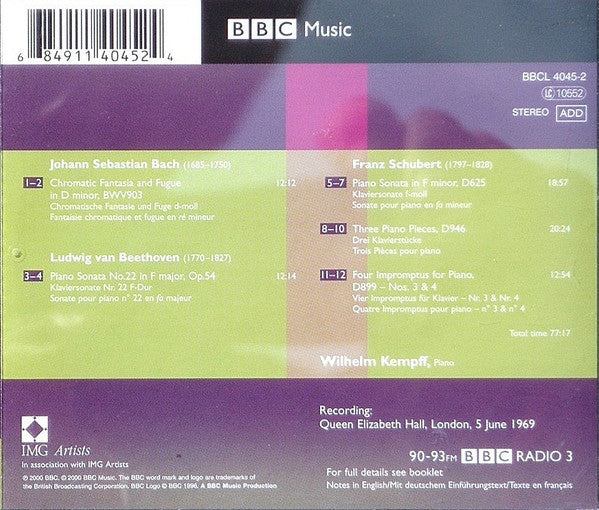 BBC Music
6 84911 40452 4
BBCL 4045-2
LC 10552
STEREO ADD
Johann Sebastian Bach (1685–1750)
1–2 Chromatic Fantasia and Fugue 12:12
in D minor, BWV903
Chromatische Fantasie und Fuge d-moll
Fantaisie chromatique et fugue en ré mineur
Ludwig van Beethoven (1770–1827)
3–4 Piano Sonata No.22 in F major, Op.54 12:14
Klaviersonate Nr. 22 F-Dur
Sonate pour piano n° 22 en fa majeur
Franz Schubert (1797–1828)
5–7 Piano Sonata in F minor, D625 18:57
Klaviersonate f-moll
Sonate pour piano en fa mineur
8–10 Three Piano Pieces, D946 20:24
Drei Klavierstücke
Trois Pièces pour piano
11–12 Four Impromptus for Piano, 12:54
D899 – Nos. 3 & 4
Vier Impromptus für Klavier – Nr. 3 & Nr. 4
Quatre Impromptus pour piano – n° 3 & n° 4
Total time 77:17
Wilhelm Kempff, Piano
Recording:
Queen Elizabeth Hall, London, 5 June 1969
IMG Artists
In association with IMG Artists
℗ 2000 BBC, © 2000 BBC Music. The BBC word mark and logo are trademarks of
the British Broadcasting Corporation. BBC Logo © BBC 1996. A BBC Music Production
90-93FM BBC RADIO 3
For full details see booklet
Notes in English/Mit deutschem Einführungstext/Texte en français